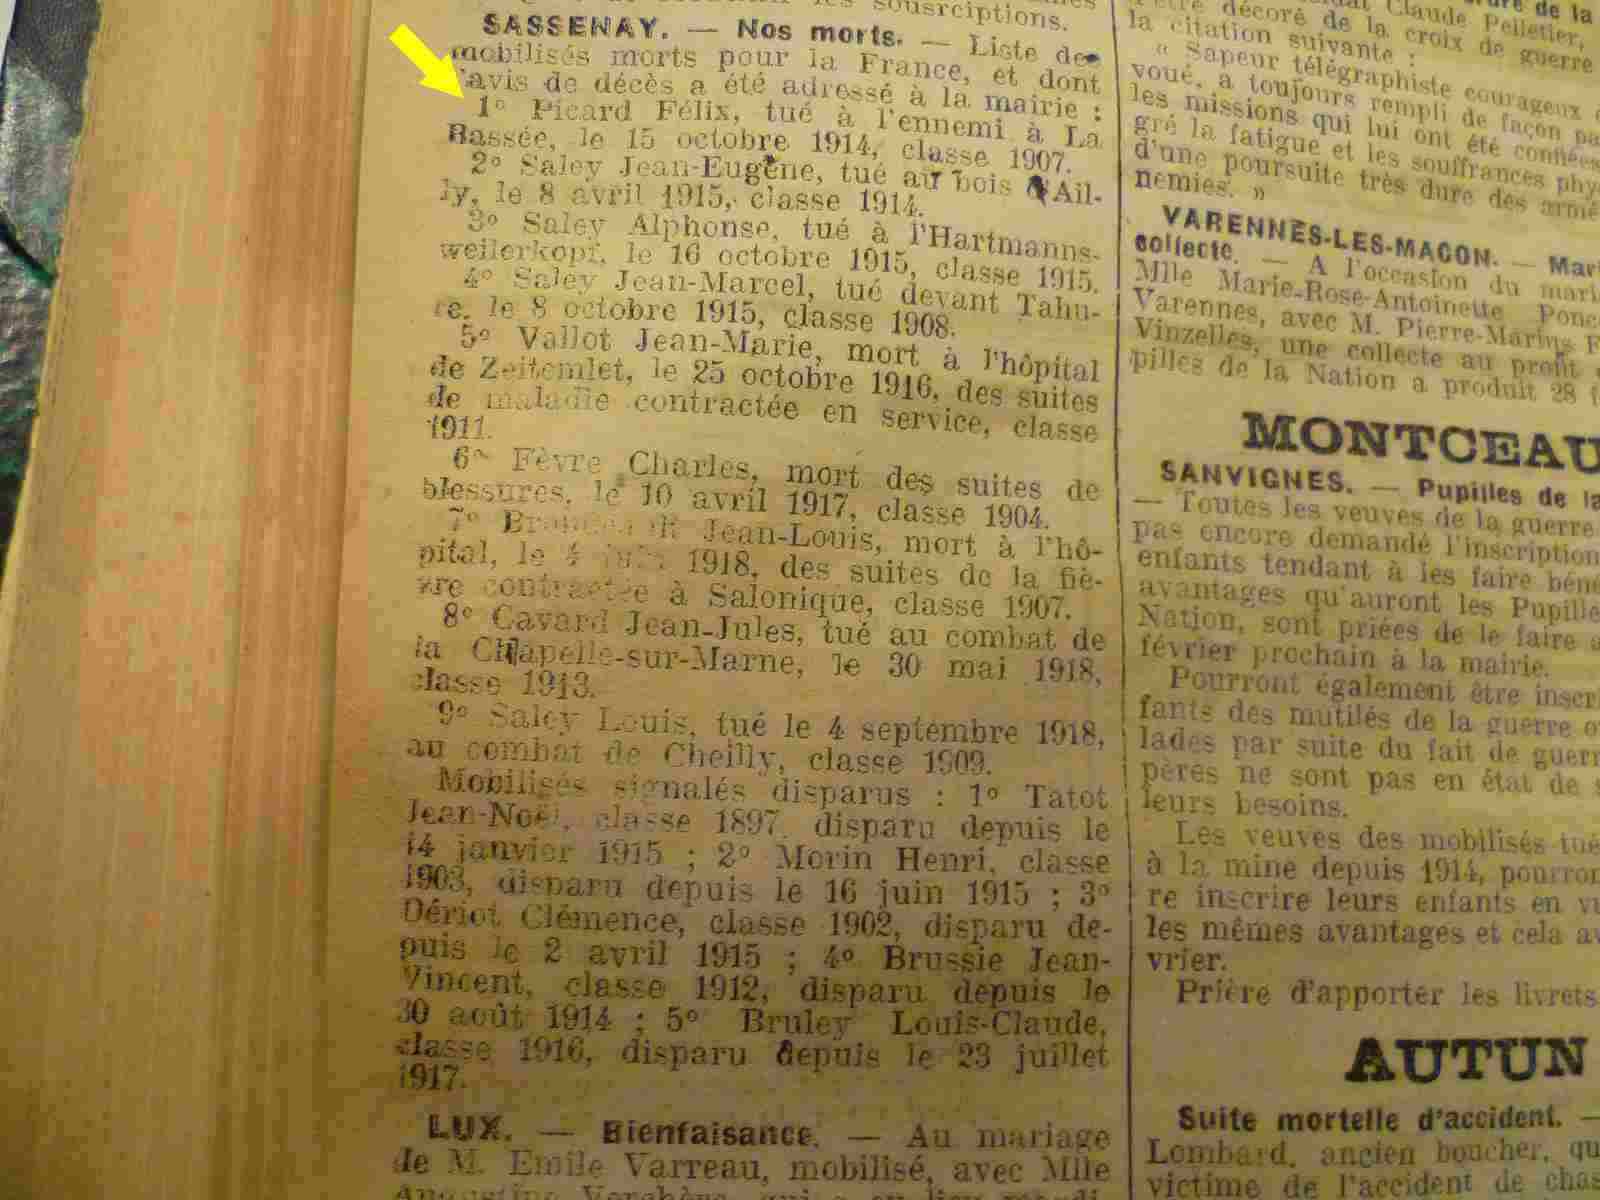 souscriptions.
SASSENAY. — Nos morts. — Liste des
mobilisés morts pour la France, et dont
l'avis de décès a été adressé à la mairie :
1° Picard Félix, tué à l'ennemi à La
Bassée, le 15 octobre 1914, classe 1907.
2° Saley Jean-Eugène, tué au bois d'Ail-
ly, le 8 avril 1915, classe 1914.
3° Saley Alphonse, tué à l'Hartmanns-
weilerkopf, le 16 octobre 1915, classe 1915.
4° Saley Jean-Marcel, tué devant Tahu-
re, le 8 octobre 1915, classe 1908.
5° Vallot Jean-Marie, mort à l'hôpital
de Zeitemlet, le 25 octobre 1916, des suites
de maladie contractée en service, classe
1911.
6° Fèvre Charles, mort des suites de
blessures, le 10 avril 1917, classe 1904.
7° Jean-Louis, mort à l'hô-
pital, le 4 1918, des suites de la fiè-
vre contractée à Salonique, classe 1907.
8° Cavard Jean-Jules, tué au combat de
la Chapelle-sur-Marne, le 30 mai 1918,
classe 1913.
9° Saley Louis, tué le 4 septembre 1918,
au combat de Cheilly, classe 1909.
Mobilisés signalés disparus : 1° Tatot
Jean-Noël, classe 1897, disparu depuis le
14 janvier 1915 ; 2° Morin Henri, classe
1903, disparu depuis le 16 juin 1915 ; 3°
Dériot Clémence, classe 1902, disparu de-
puis le 2 avril 1915 ; 4° Brussie Jean-
Vincent, classe 1912, disparu depuis le
30 août 1914 ; 5° Bruley Louis-Claude,
classe 1916, disparu depuis le 23 juillet
1917.
LUX. — Bienfaisance. — Au mariage
de M. Emile Varreau, mobilisé, avec Mlle
décoré de la croix de guerre
la citation suivante :
« Sapeur télégraphiste courageux
voué, a toujours rempli de façon
les missions qui lui ont été confiées
gré la fatigue et les souffrances
d'une poursuite très dure des
nemies. »
VARENNES-LES-MACON. —
collecte. — A l'occasion du
Mlle Marie-Rose-Antoinette
Varennes, avec M. Pierre-Marius
Vinzelles, une collecte au profit
pilles de la Nation a produit 28
MONTCEAU
SANVIGNES. — Pupilles de la
— Toutes les veuves de la guerre
pas encore demandé l'inscription
enfants tendant à les faire
avantages qu'auront les
Nation, sont priées de le faire
février prochain à la mairie.
Pourront également être
fants des mutilés de la guerre
lades par suite du fait de
pères ne sont pas en état de
leurs besoins.
Les veuves des mobilisés
à la mine depuis 1914,
re inscrire leurs enfants en
les mêmes avantages et cela
vrier.
Prière d'apporter les livrets
AUTUN
Suite mortelle d'accident. —
Lombard, ancien boucher,
victime de l'accident de